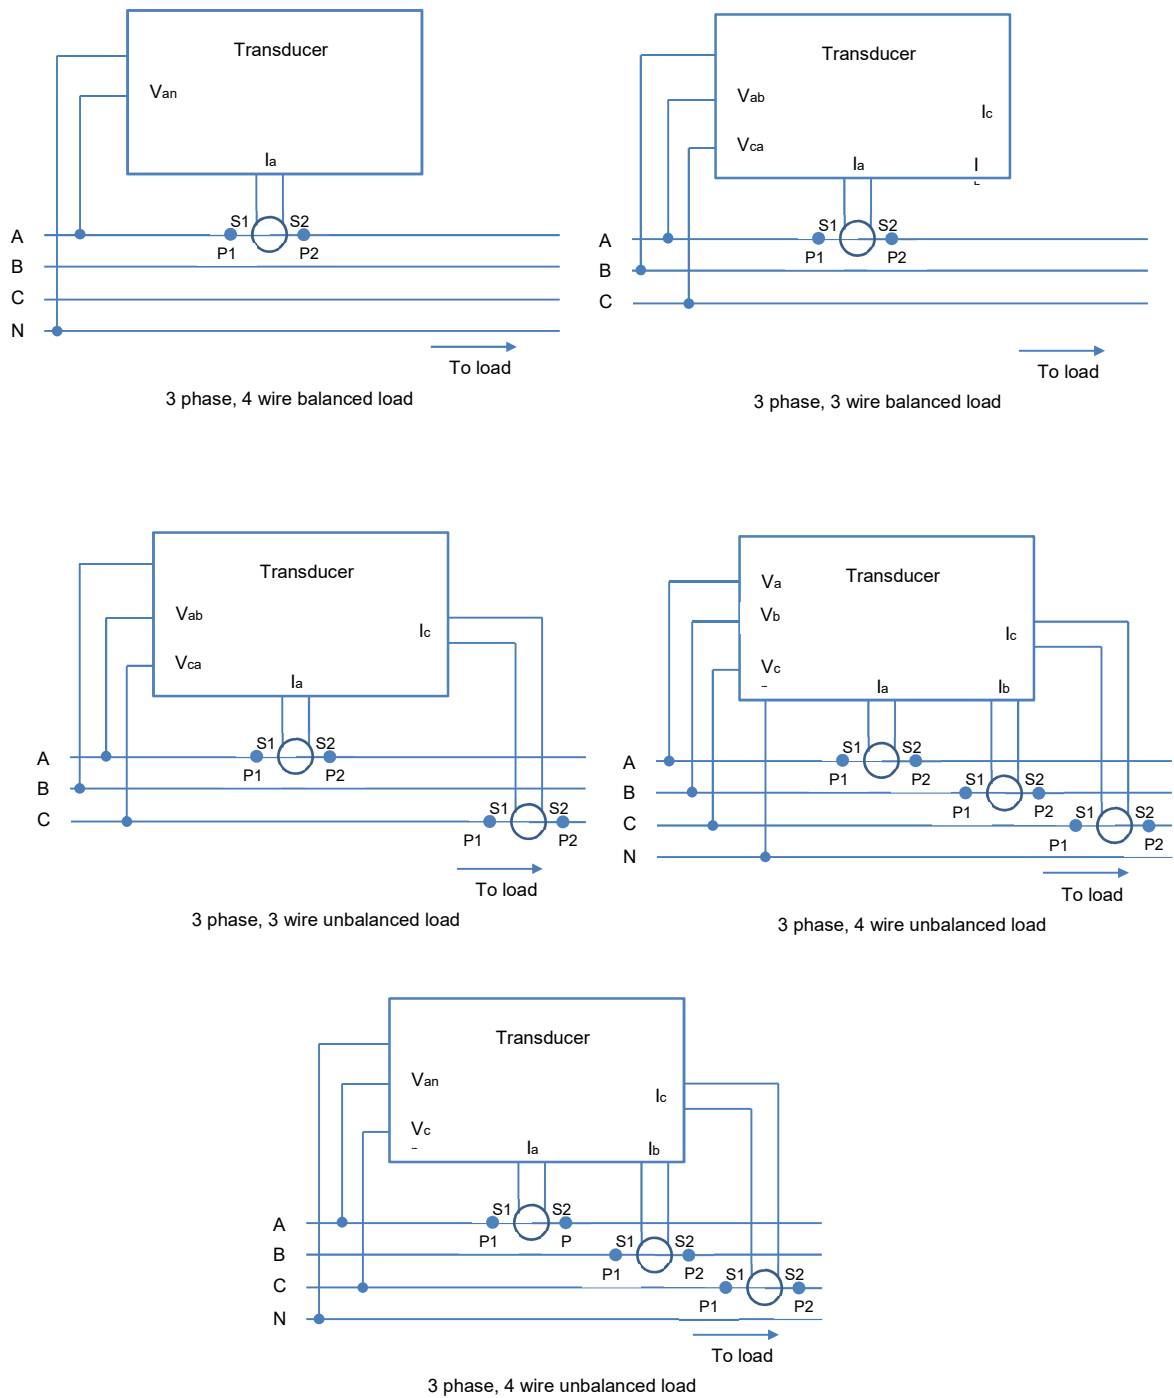 Transducer
Van
Ia
S1 S2
A
P1 P2
B
C
N
To load
3 phase, 4 wire balanced load
Transducer
Vab
Ic
Vca
Ia I
S1 S2
A
P1 P2
B
C
To load
3 phase, 3 wire balanced load
Transducer
Vab
Ic
Vca
Ia
S1 S2
A
P1 P2
B
S1 S2
C
P1 P2
To load
3 phase, 3 wire unbalanced load
Transducer
Va
Vb
Ic
Vc
Ia Ib
S1 S2
A
P1 P2
S1 S2
B
P1 P2
S1 S2
C
P1 P2
N
To load
3 phase, 4 wire unbalanced load
Transducer
Van
Ic
Vc
Ia Ib
S1 S2
A
P1 P
S1 S2
B
P1 P2
S1 S2
C
P1 P2
N
To load
3 phase, 4 wire unbalanced load